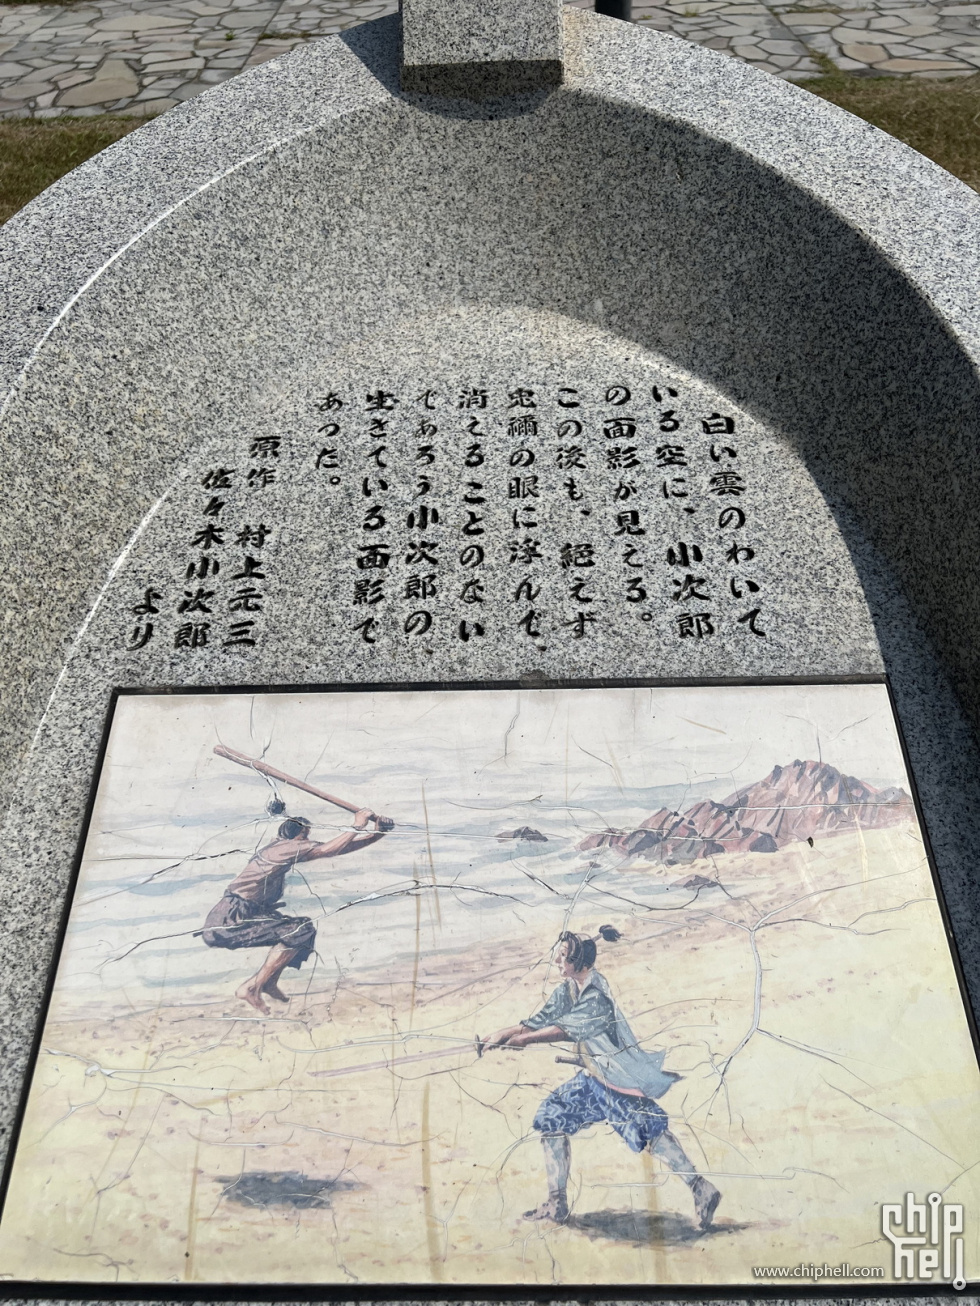 白い雲のわいて
いる空に、小次郎
の面影が見える。
この後も、絶えず
兎禰の眼に浮んで、
消えることのない
であろう小次郎の、
生きている面影で
あった。
原作 村上元三
佐々木小次郎
より
chip
hell
www.chiphell.com